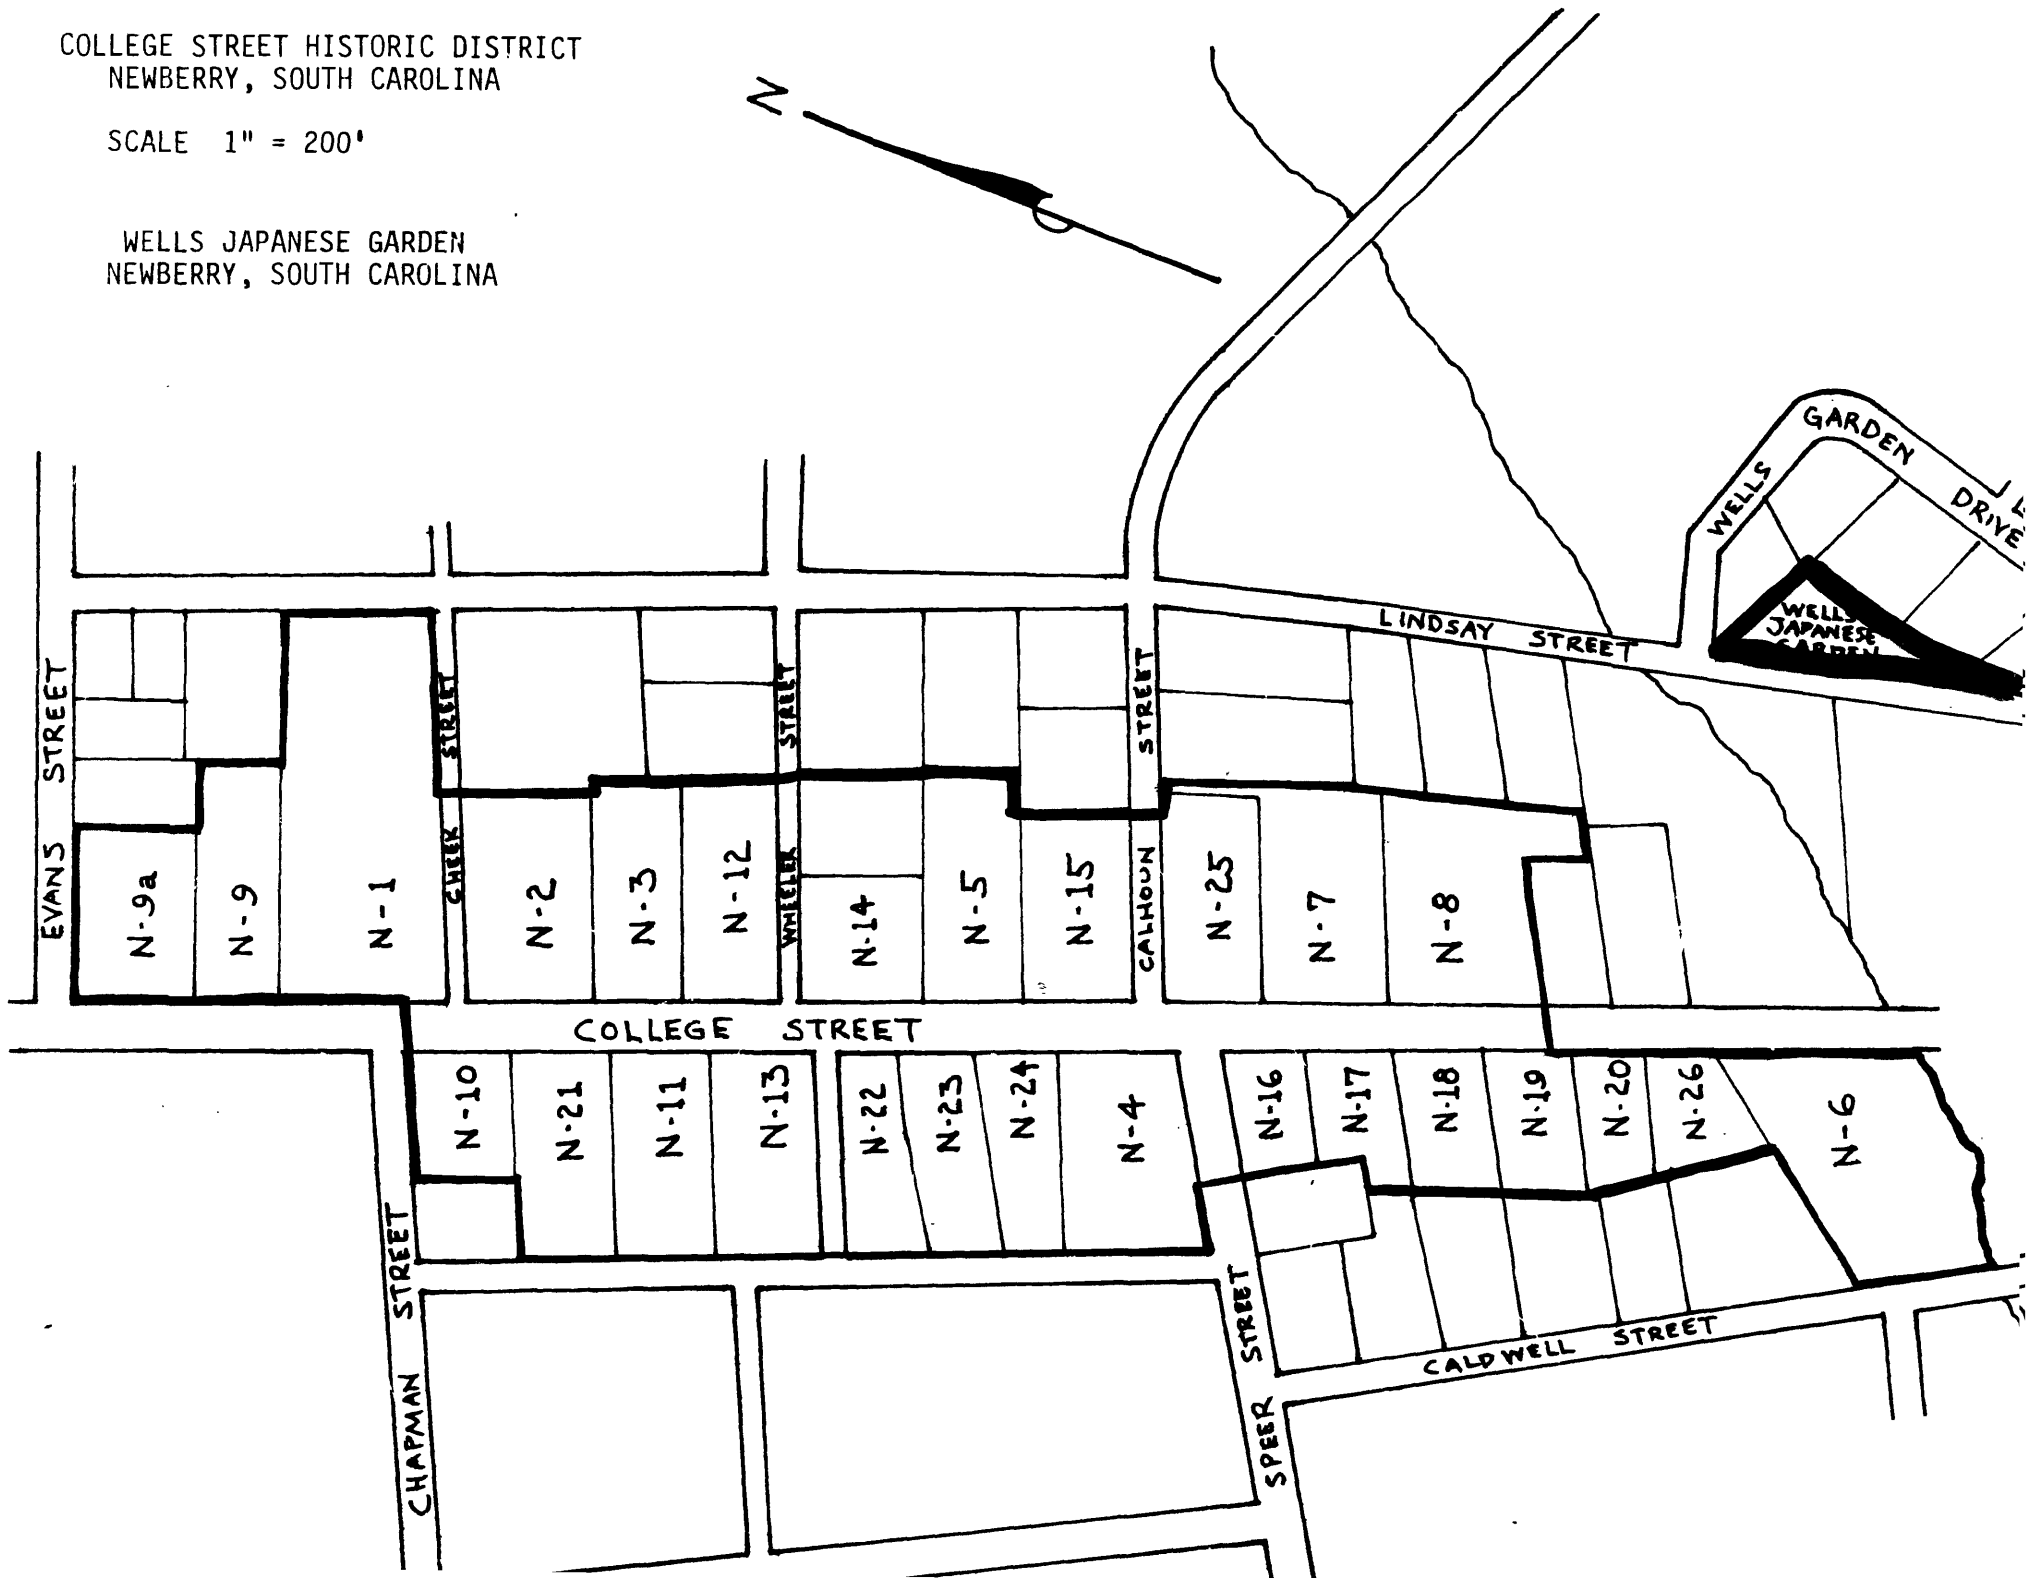 COLLEGE STREET HISTORIC DISTRICT
NEWBERRY, SOUTH CAROLINA
SCALE 1" = 200'
WELLS JAPANESE GARDEN
NEWBERRY, SOUTH CAROLINA
N
WELLS GARDEN DRIVE
WELLS
JAPANESE
GARDEN
LINDSAY STREET
EVANS STREET
CHEEK STREET
WHEELER STREET
CALHOUN STREET
N-9a
N-9
N-1
N-2
N-3
N-12
N-14
N-5
N-15
N-25
N-7
N-8
COLLEGE STREET
N-10
N-21
N-11
N-13
N-22
N-23
N-24
N-4
N-16
N-17
N-18
N-19
N-20
N-26
N-6
CHAPMAN STREET
SPEER STREET
CALDWELL STREET